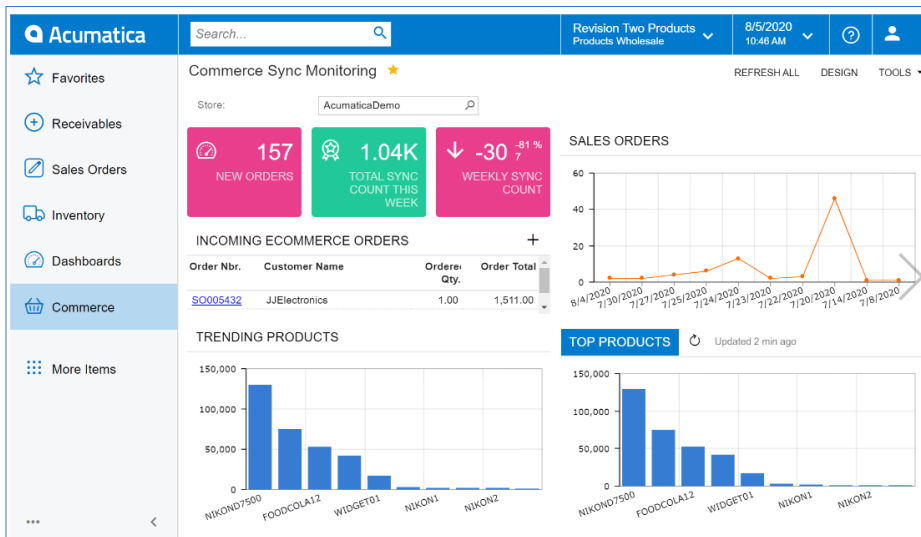 Acumatica
Search...
Revision Two Products
Products Wholesale
8/5/2020
10:46 AM
Favorites
Receivables
Sales Orders
Inventory
Dashboards
Commerce
More Items
Commerce Sync Monitoring
REFRESH ALL
DESIGN
TOOLS
Store:
AcumaticaDemo
157
NEW ORDERS
1.04K
TOTAL SYNC
COUNT THIS
WEEK
-30
-81 %
7
WEEKLY SYNC
COUNT
SALES ORDERS
60
40
20
0
8/4/2020
7/30/2020
7/27/2020
7/25/2020
7/24/2020
7/23/2020
7/22/2020
7/20/2020
7/14/2020
7/8/2020
INCOMING ECOMMERCE ORDERS
Order Nbr.
Customer Name
Ordere
Qty.
Order Total
SO005432
JJElectronics
1.00
1,511.00
TRENDING PRODUCTS
150,000
100,000
50,000
0
NIKOND7500
FOODCOLA12
WIDGET01
NIKON1
NIKON2
TOP PRODUCTS
Updated 2 min ago
150,000
100,000
50,000
0
NIKOND7500
FOODCOLA12
WIDGET01
NIKON1
NIKON2